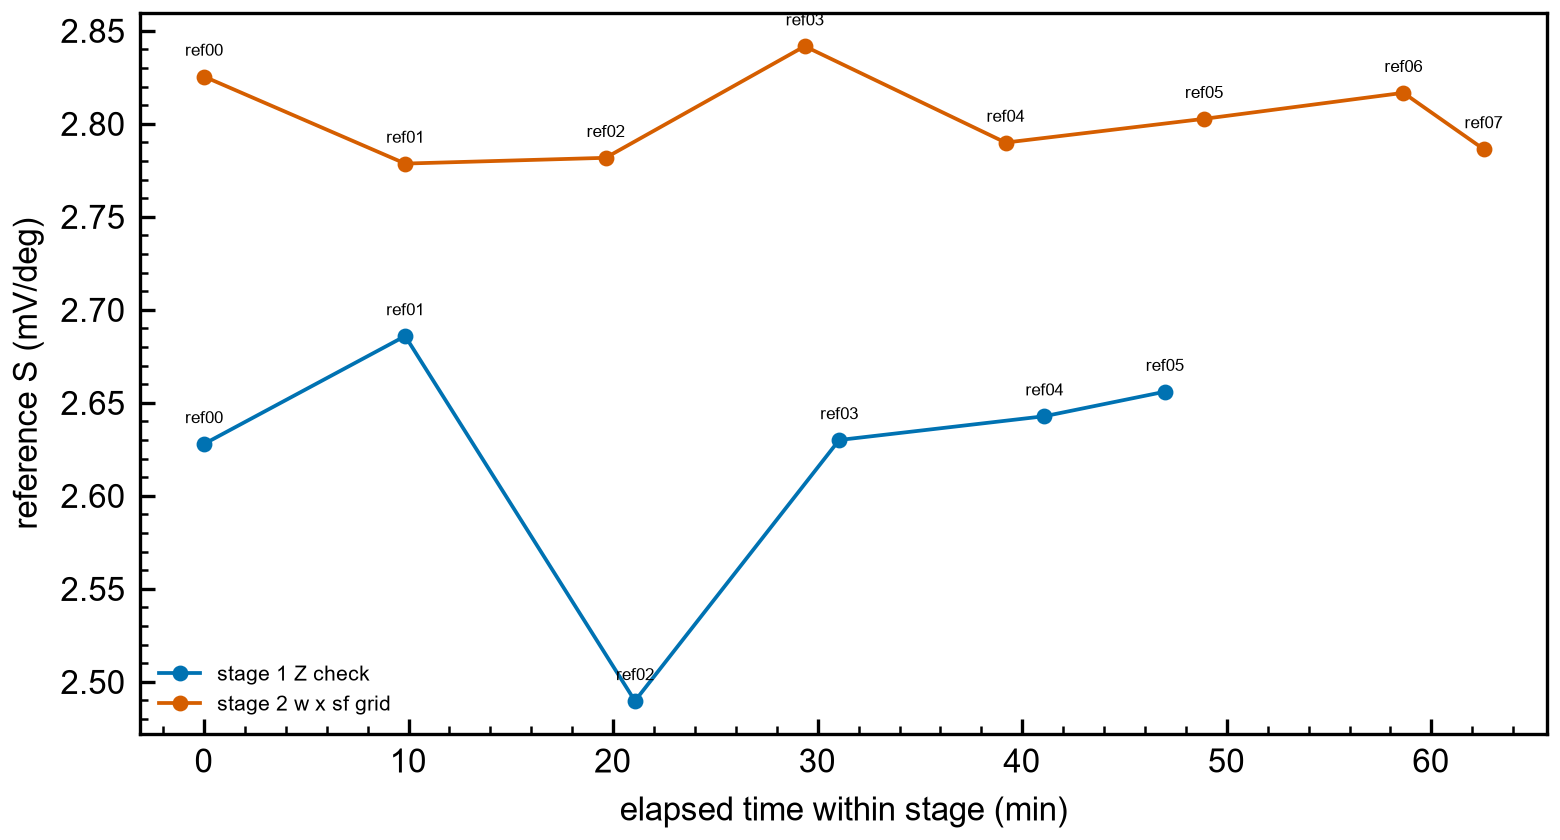 2.85
2.80
2.75
2.70
2.65
2.60
2.55
2.50
reference S (mV/deg)
ref00
ref01
ref02
ref03
ref04
ref05
ref06
ref07
ref00
ref01
ref02
ref03
ref04
ref05
stage 1 Z check
stage 2 w x sf grid
0 10 20 30 40 50 60
elapsed time within stage (min)